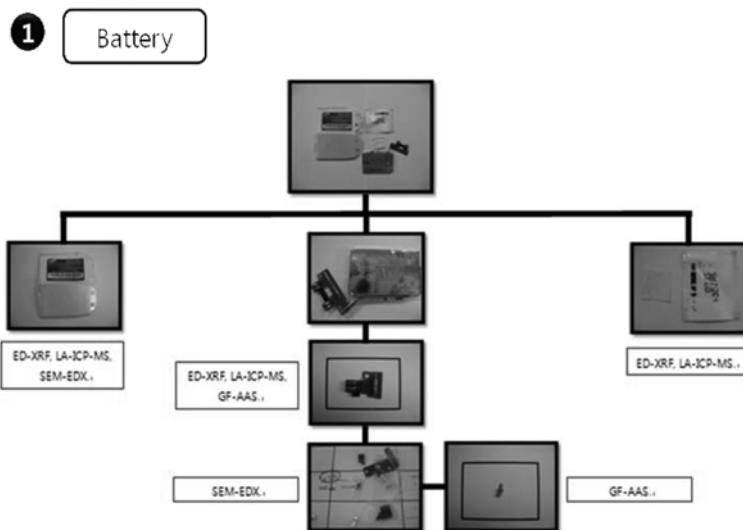 1
Battery
ED-XRF, LA-ICP-MS,
SEM-EDX.
ED-XRF, LA-ICP-MS,
GF-AAS.
ED-XRF, LA-ICP-MS.
SEM-EDX.
GF-AAS.